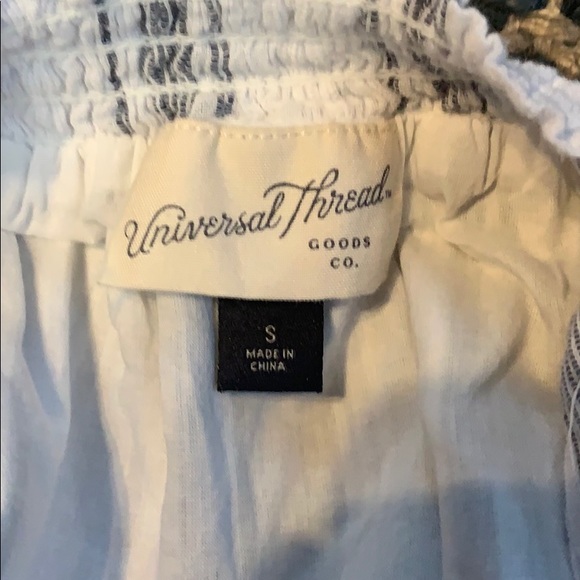 Universal Thread™
GOODS
CO.
S
MADE IN
CHINA